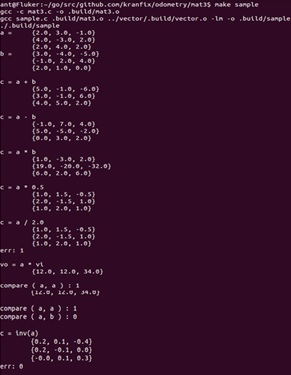 ant@Fluker:~/go/src/github.com/kranfix/odometry/mat3$ make sample
gcc -c mat3.c -o .build/mat3.o
gcc sample.c .build/mat3.o ../vector/.build/vector.o -lm -o .build/sample
./.build/sample
a =     {2.0, 3.0, -1.0}
{4.0, -3.0, 2.0}
{2.0, 4.0, 2.0}
b =     {3.0, -4.0, -5.0}
{-1.0, 2.0, 4.0}
{2.0, 1.0, 0.0}
c = a + b
{5.0, -1.0, -6.0}
{3.0, -1.0, 6.0}
{4.0, 5.0, 2.0}
c = a - b
{-1.0, 7.0, 4.0}
{5.0, -5.0, -2.0}
{0.0, 3.0, 2.0}
c = a * b
{1.0, -3.0, 2.0}
{19.0, -20.0, -32.0}
{6.0, 2.0, 6.0}
c = a * 0.5
{1.0, 1.5, -0.5}
{2.0, -1.5, 1.0}
{1.0, 2.0, 1.0}
c = a / 2.0
{1.0, 1.5, -0.5}
{2.0, -1.5, 1.0}
{1.0, 2.0, 1.0}
err: 1
vo = a * vi
{12.0, 12.0, 34.0}
compare ( a, a ) : 1
{12.0, 12.0, 34.0}
compare ( a, a ) : 1
compare ( a, b ) : 0
c = inv(a)
{0.2, 0.1, -0.4}
{0.2, -0.1, 0.0}
{-0.0, 0.1, 0.3}
err: 0